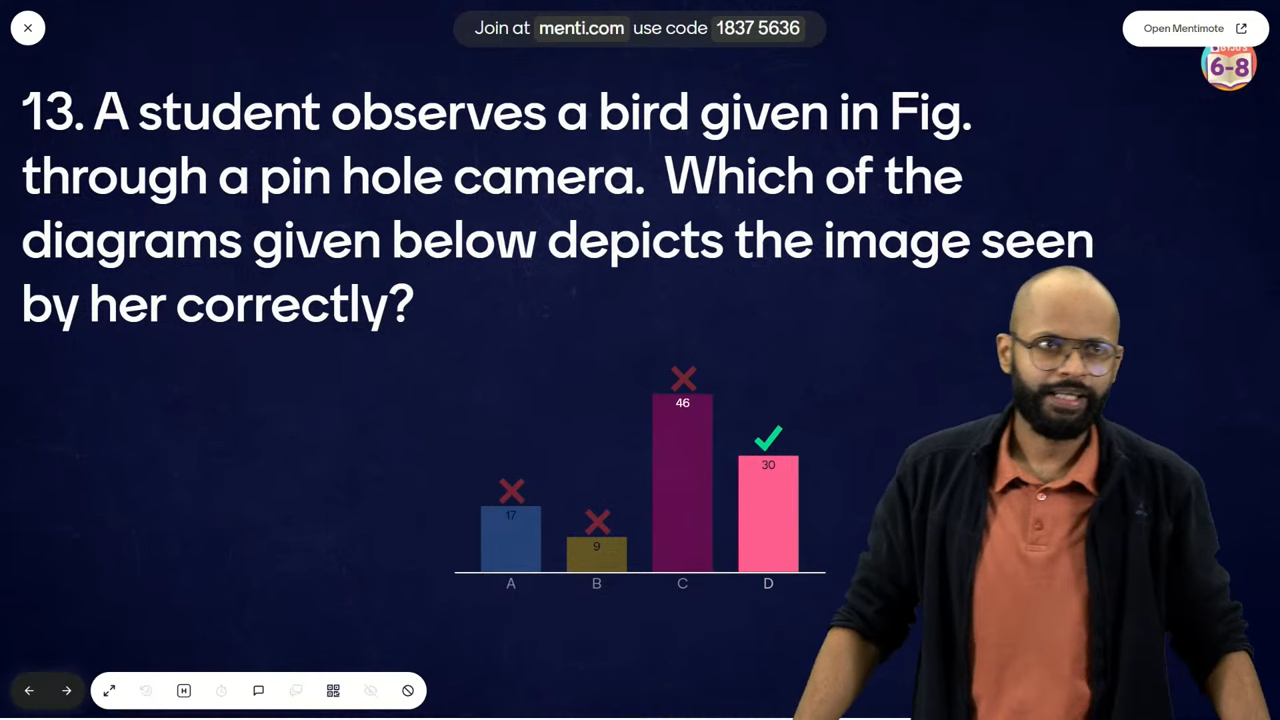 Join at menti.com use code 1837 5636
Open Mentimote
BYJU'S
6-8
13. A student observes a bird given in Fig.
through a pin hole camera. Which of the
diagrams given below depicts the image seen
by her correctly?
46
30
17
9
A B C D
H